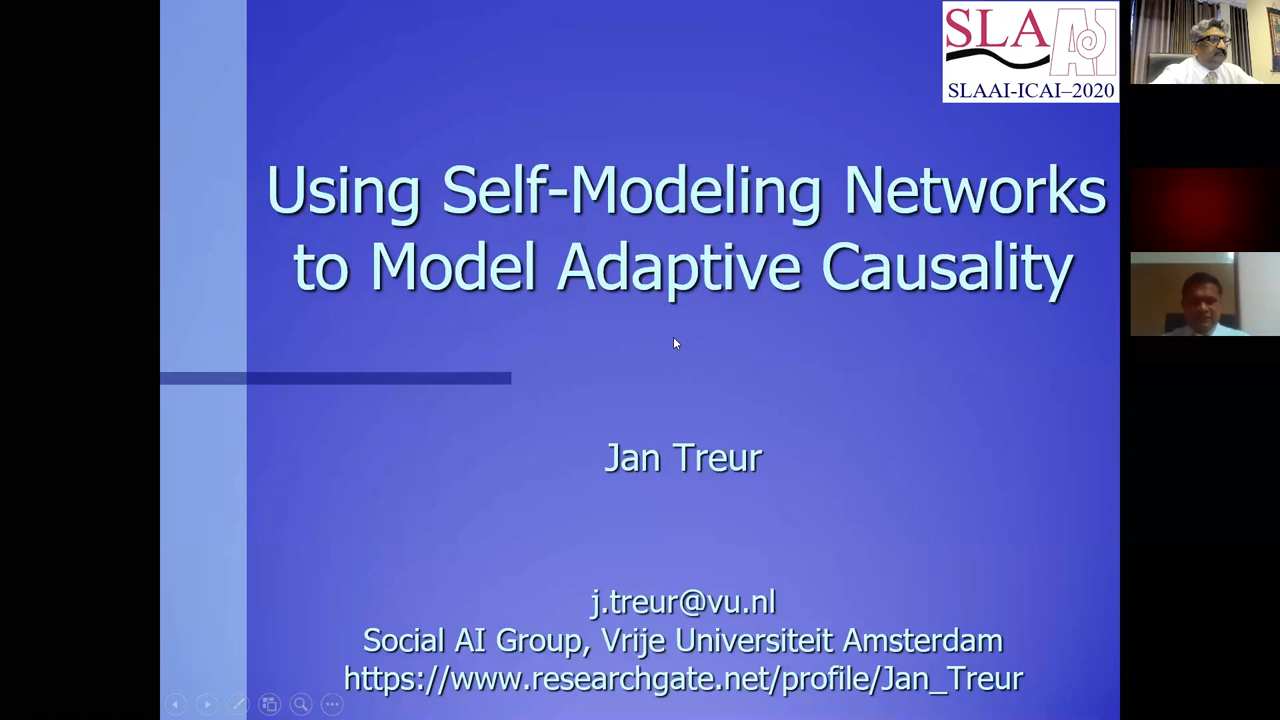 SLAAI
SLAAI-ICAI–2020
Using Self-Modeling Networks
to Model Adaptive Causality
Jan Treur
j.treur@vu.nl
Social AI Group, Vrije Universiteit Amsterdam
https://www.researchgate.net/profile/Jan_Treur